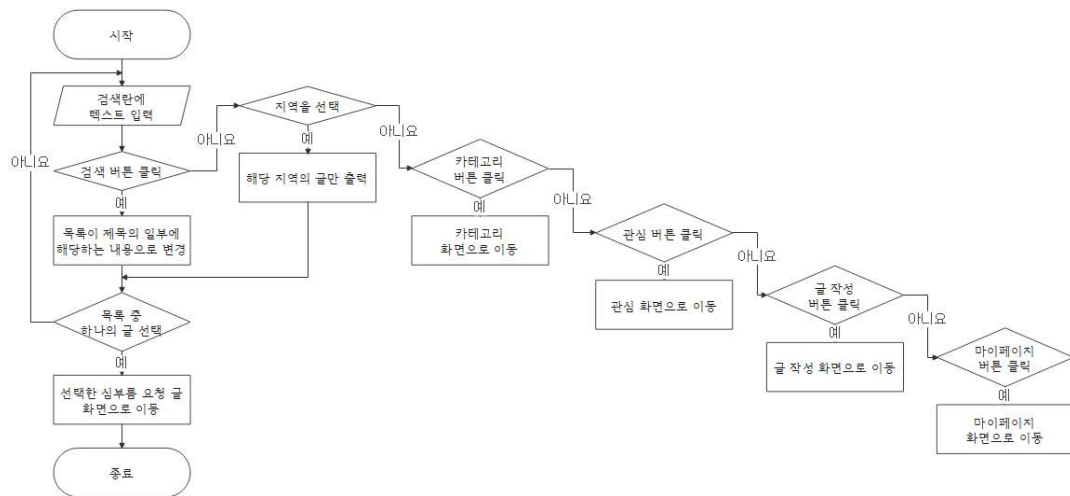 시작
검색란에
텍스트 입력
검색 버튼 클릭
아니요
예
목록이 제목의 일부에
해당하는 내용으로 변경
목록 중
하나의 글 선택
아니요
예
선택한 심부름 요청 글
화면으로 이동
종료
지역을 선택
아니요
예
해당 지역의 글만 출력
카테고리
버튼 클릭
아니요
예
카테고리
화면으로 이동
관심 버튼 클릭
아니요
예
관심 화면으로 이동
글 작성
버튼 클릭
아니요
예
글 작성 화면으로 이동
마이페이지
버튼 클릭
예
마이페이지
화면으로 이동